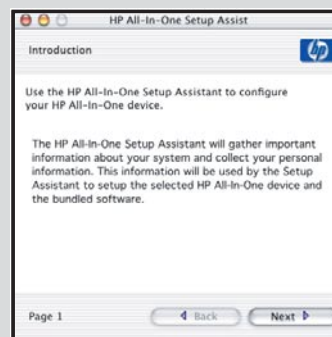 HP All-In-One Setup Assist
Introduction
hp
Use the HP All-In-One Setup Assistant to configure
your HP All-In-One device.
The HP All-In-One Setup Assistant will gather important
information about your system and collect your personal
information. This information will be used by the Setup
Assistant to setup the selected HP All-In-One device and
the bundled software.
Page 1
Back
Next